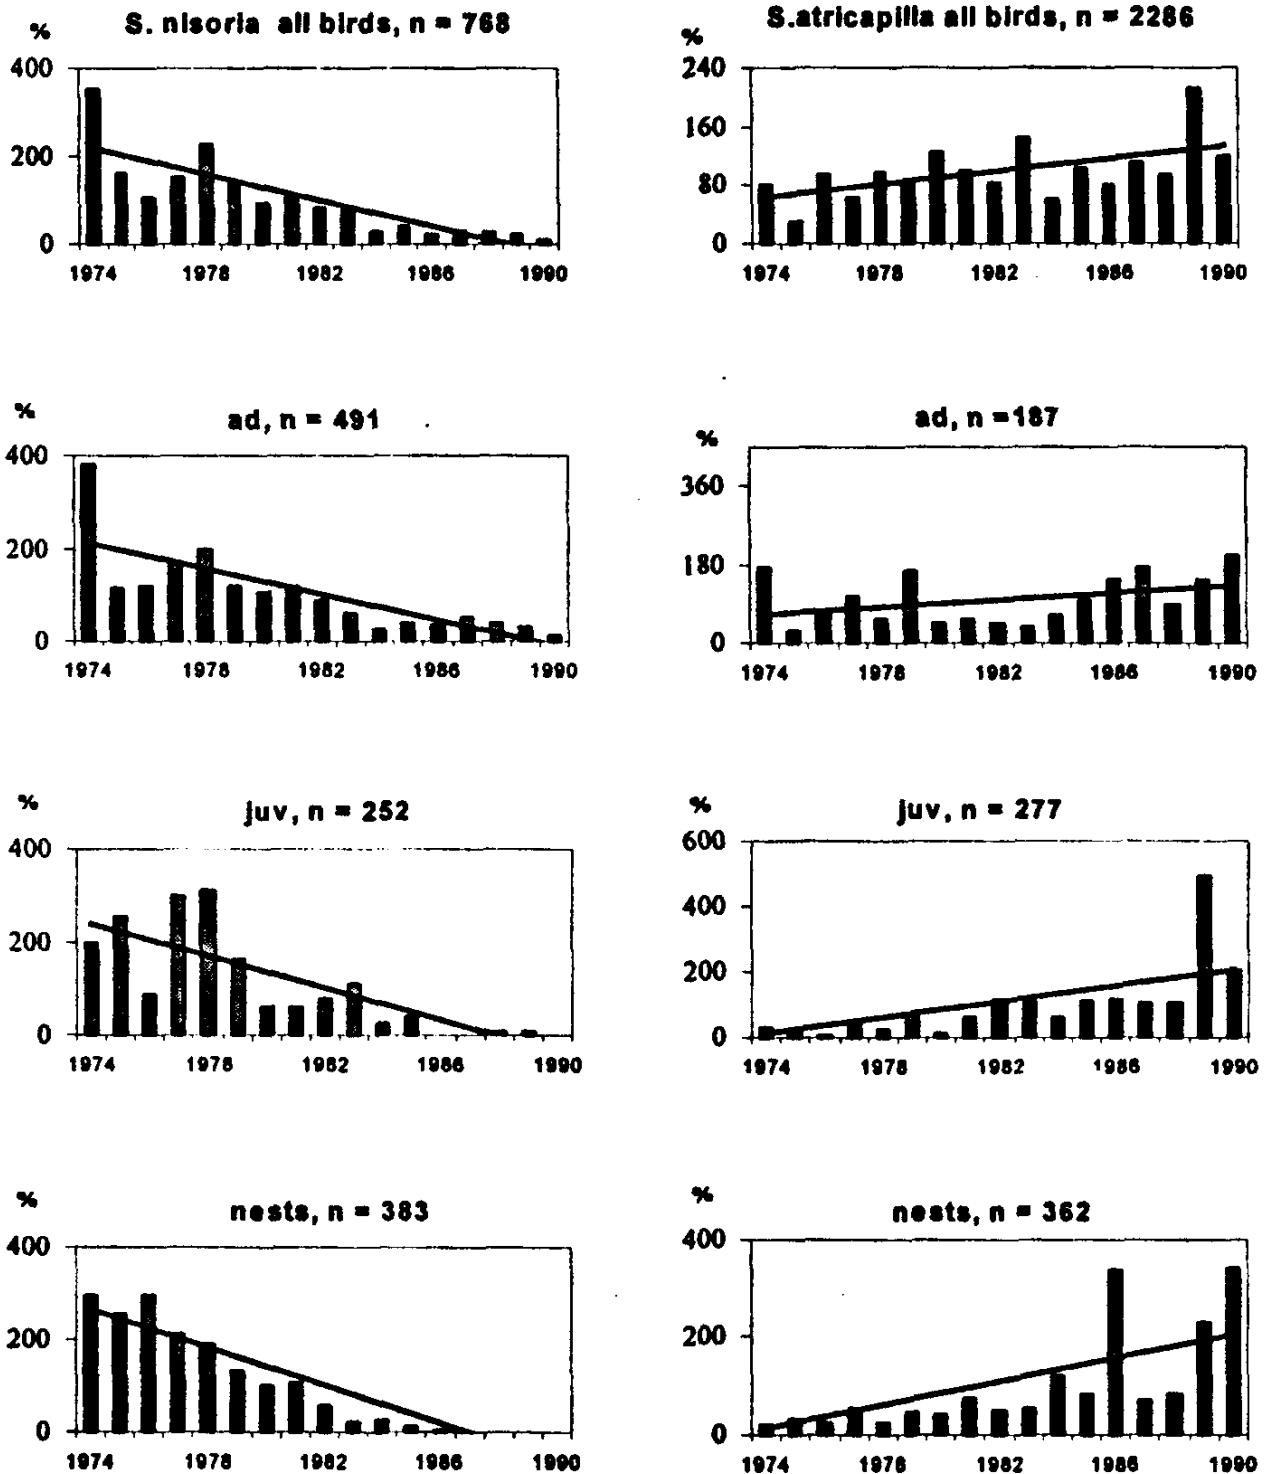 S. nisoria all birds, n = 768
%
400
200
0
1974 1978 1982 1986 1990
S.atricapilla all birds, n = 2286
%
240
160
80
0
1974 1978 1982 1986 1990
ad, n = 491
%
400
200
0
1974 1978 1982 1986 1990
ad, n =187
%
360
180
0
1974 1978 1982 1986 1990
juv, n = 252
%
400
200
0
1974 1978 1982 1986 1990
juv, n = 277
%
600
400
200
0
1974 1978 1982 1986 1990
nests, n = 383
%
400
200
0
1974 1978 1982 1986 1990
nests, n = 362
%
400
200
0
1974 1978 1982 1986 1990